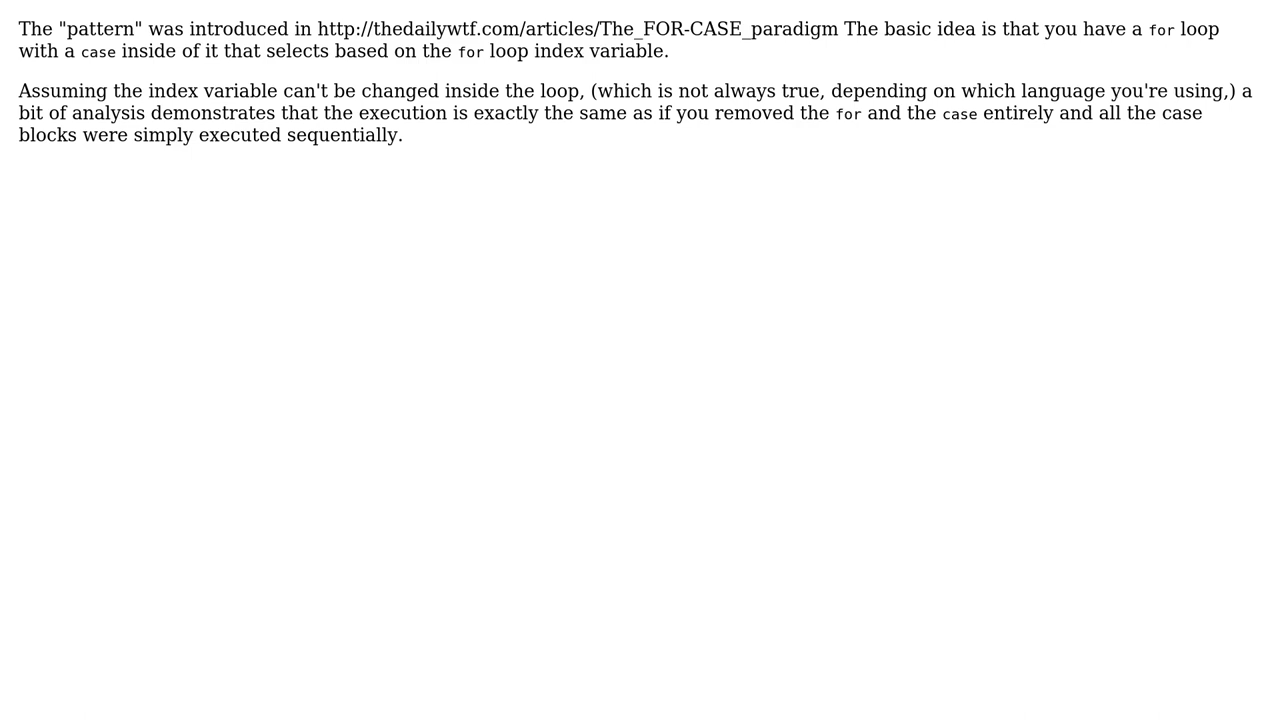 The "pattern" was introduced in http://thedailywtf.com/articles/The_FOR-CASE_paradigm The basic idea is that you have a for loop
with a case inside of it that selects based on the for loop index variable.
Assuming the index variable can't be changed inside the loop, (which is not always true, depending on which language you're using,) a
bit of analysis demonstrates that the execution is exactly the same as if you removed the for and the case entirely and all the case
blocks were simply executed sequentially.